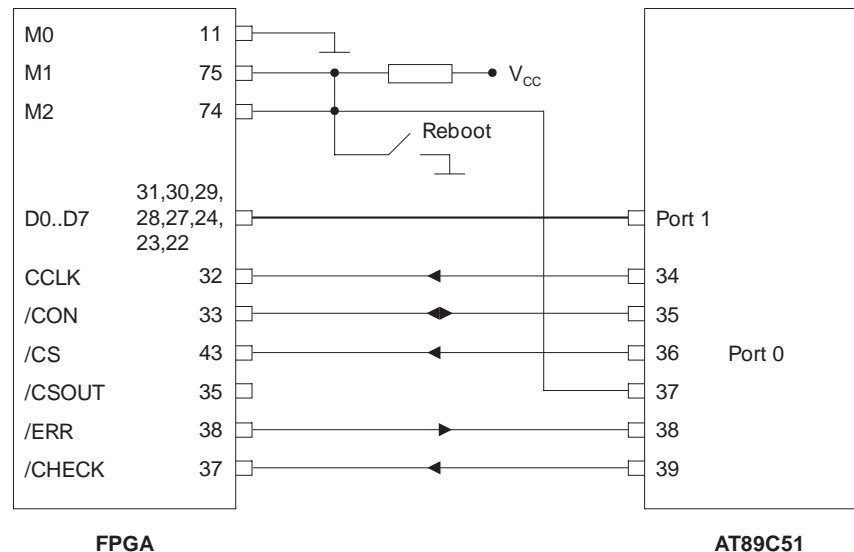 M0 11
M1 75 V_CC
M2 74
Reboot
31,30,29,
D0..D7 28,27,24, Port 1
23,22
CCLK 32 34
/CON 33 35
/CS 43 36 Port 0
/CSOUT 35 37
/ERR 38 38
/CHECK 37 39
FPGA AT89C51